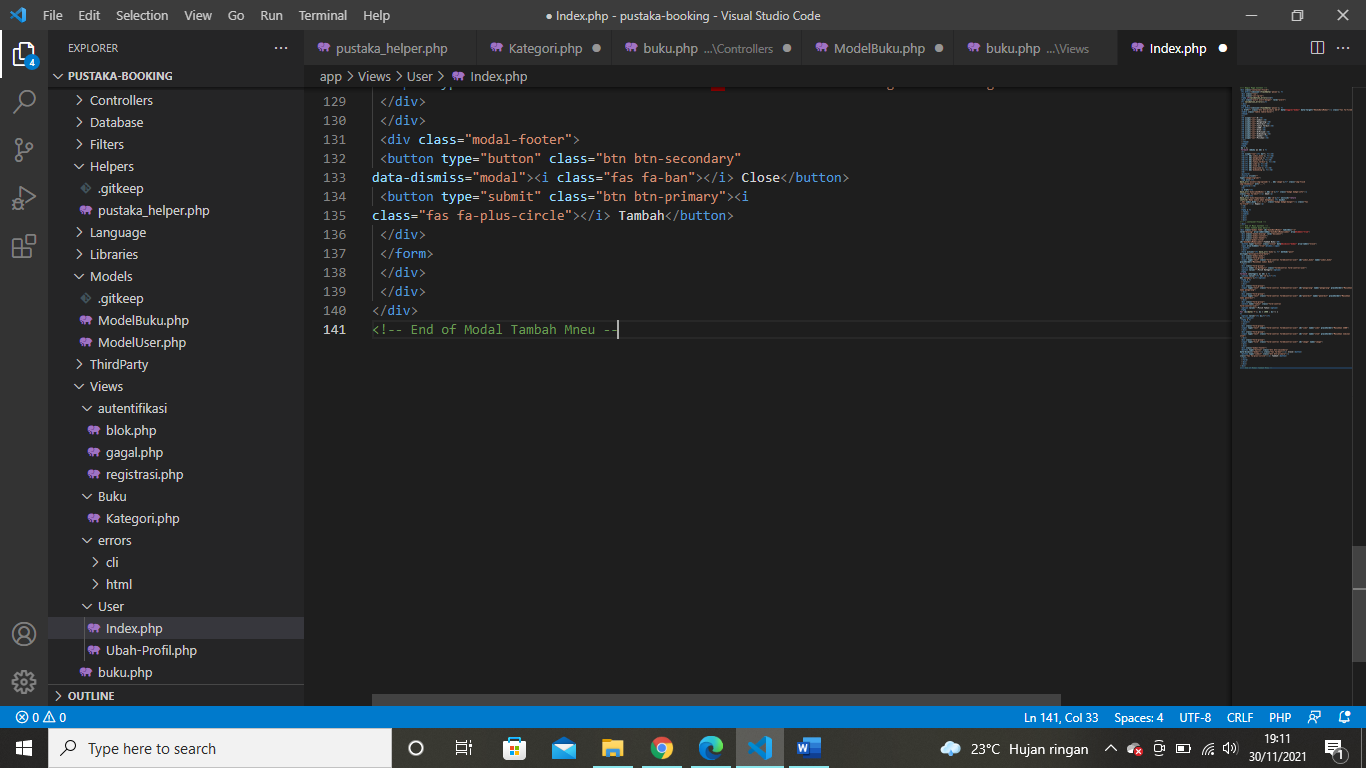 File Edit Selection View Go Run Terminal Help
● Index.php - pustaka-booking - Visual Studio Code
EXPLORER
PUSTAKA-BOOKING
Controllers
Database
Filters
Helpers
.gitkeep
pustaka_helper.php
Language
Libraries
Models
.gitkeep
ModelBuku.php
ModelUser.php
ThirdParty
Views
autentifikasi
blok.php
gagal.php
registrasi.php
Buku
Kategori.php
errors
cli
html
User
Index.php
Ubah-Profil.php
buku.php
OUTLINE
4
pustaka_helper.php Kategori.php ● buku.php ...\Controllers ● ModelBuku.php ● buku.php ...\Views Index.php ●
app > Views > User > Index.php
129 </div>
130 </div>
131 <div class="modal-footer">
132 <button type="button" class="btn btn-secondary"
133 data-dismiss="modal"><i class="fas fa-ban"></i> Close</button>
134 <button type="submit" class="btn btn-primary"><i
135 class="fas fa-plus-circle"></i> Tambah</button>
136 </div>
137 </form>
138 </div>
139 </div>
140 </div>
141 <!-- End of Modal Tambah Mneu --
0 0
Ln 141, Col 33 Spaces: 4 UTF-8 CRLF PHP
Type here to search
23°C Hujan ringan
19:11
30/11/2021
1